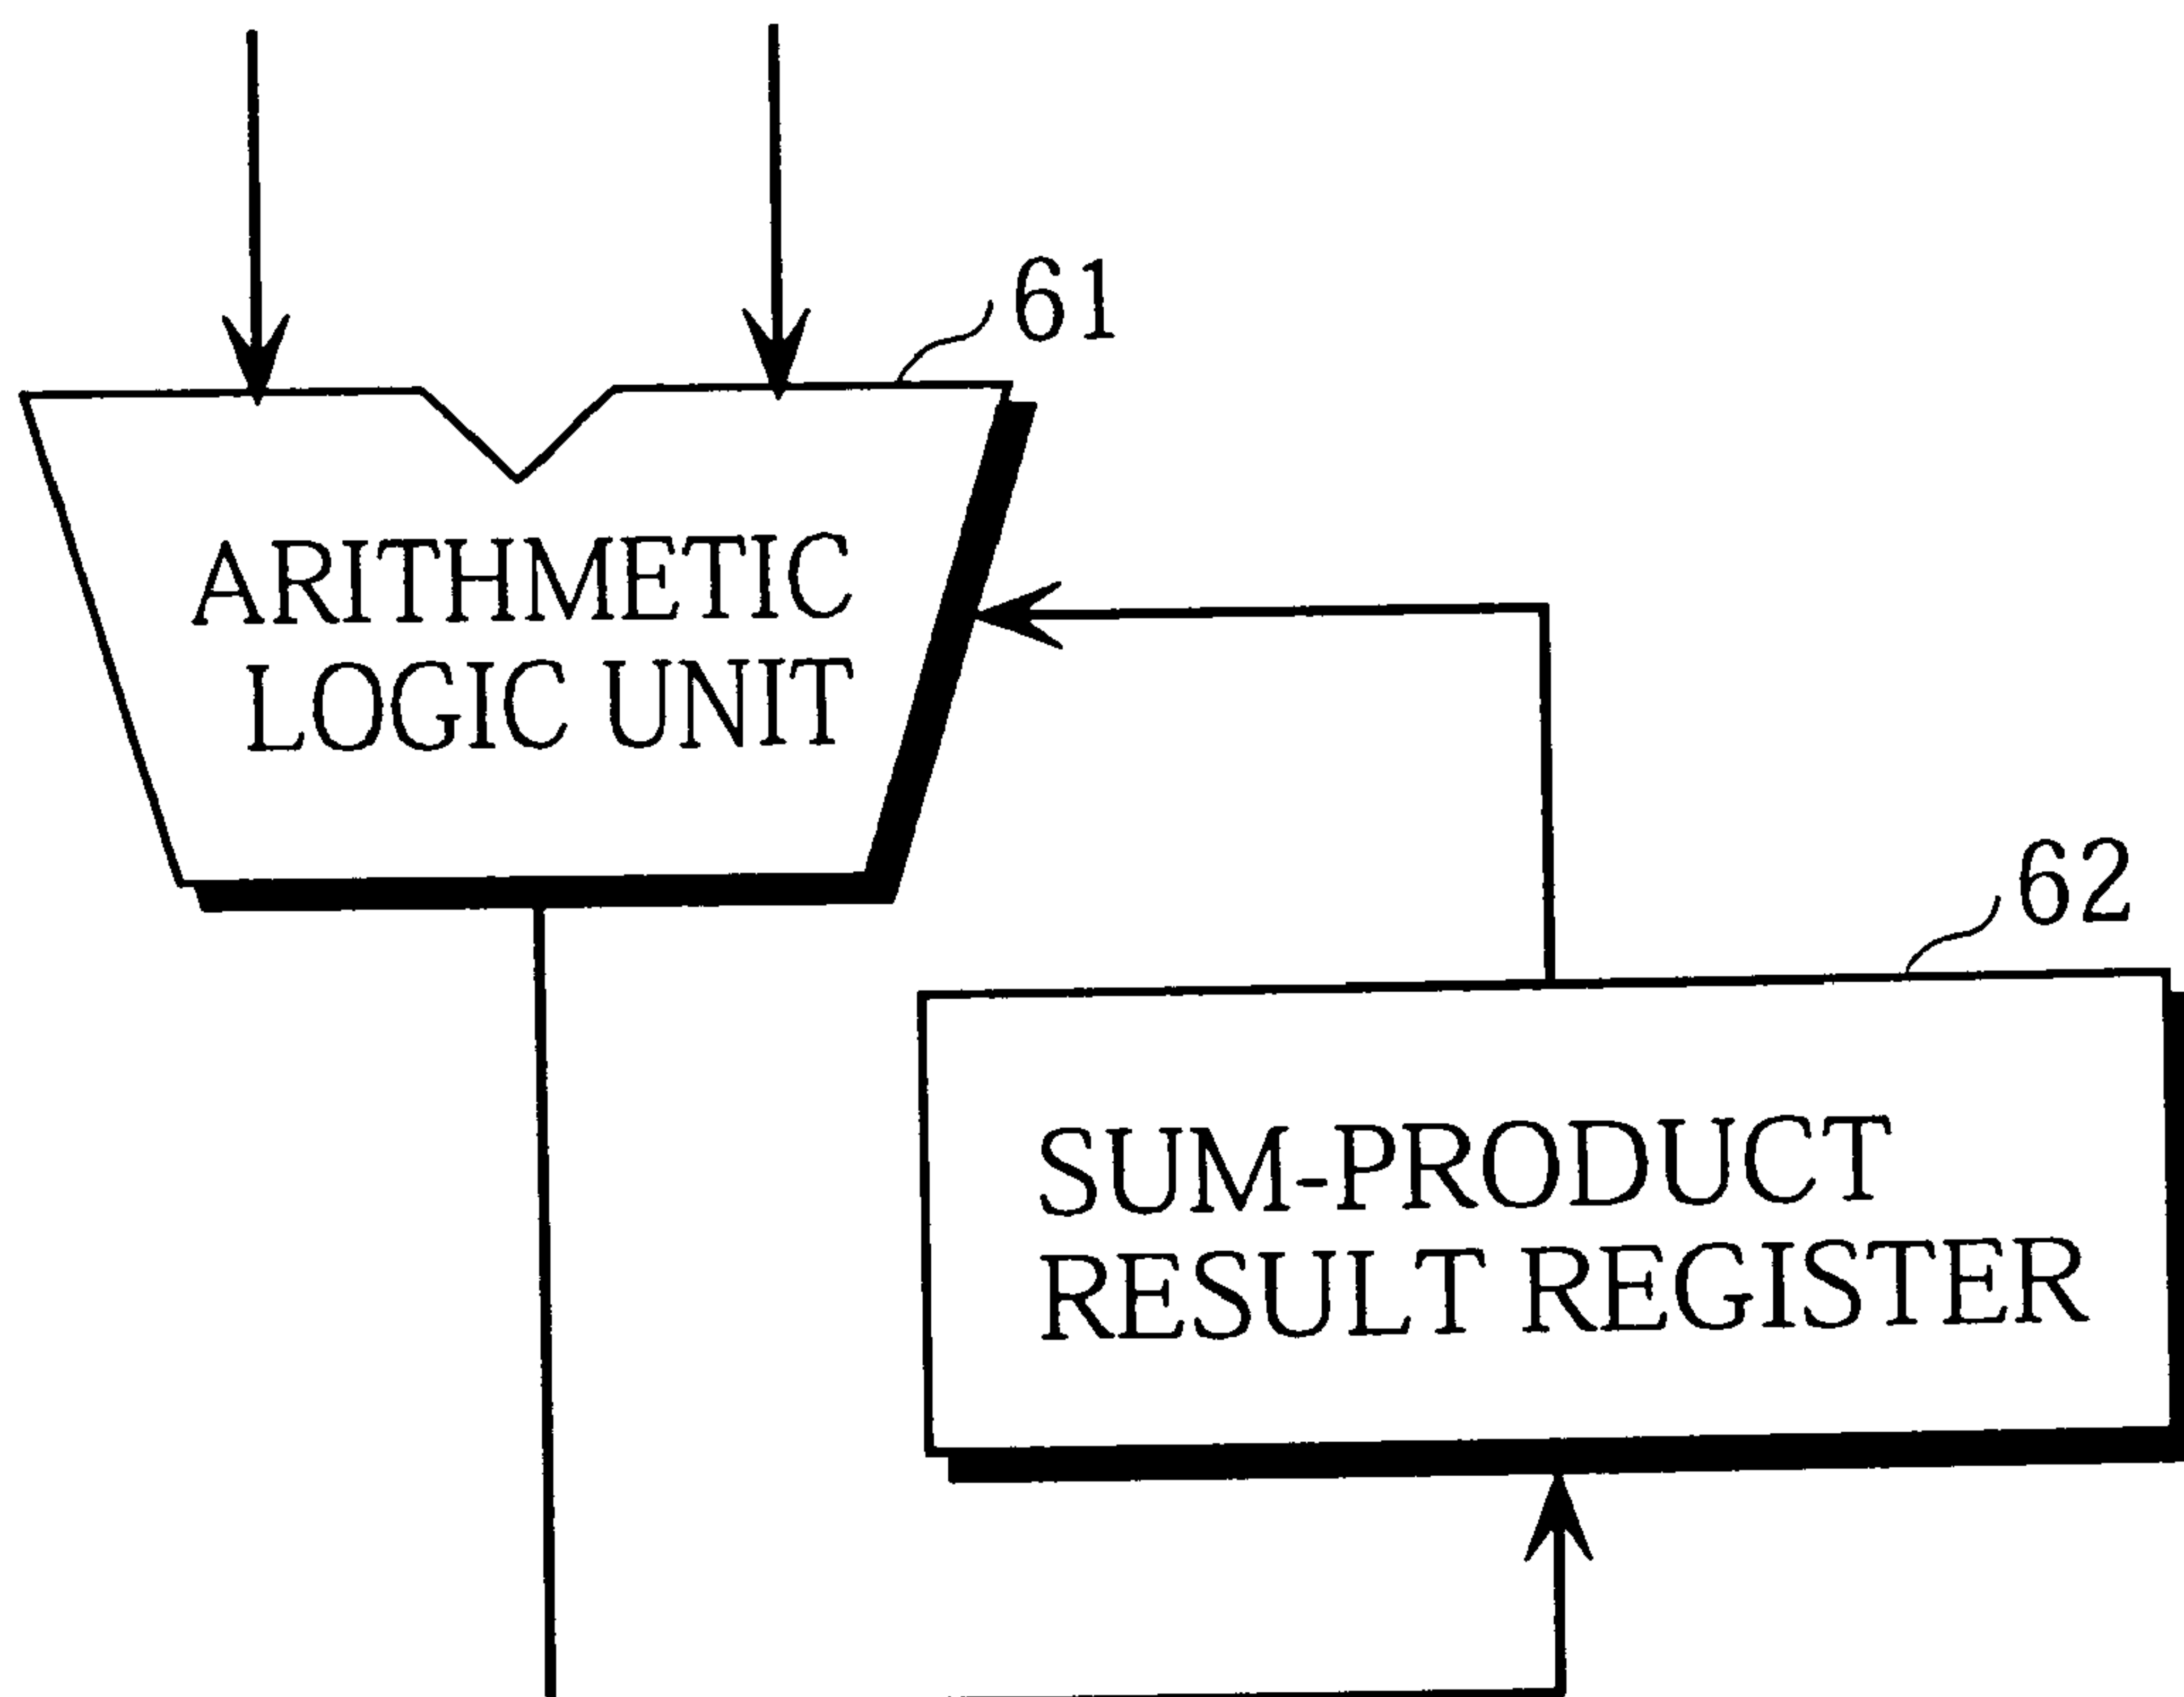 61
ARITHMETIC
LOGIC UNIT
62
SUM-PRODUCT
RESULT REGISTER